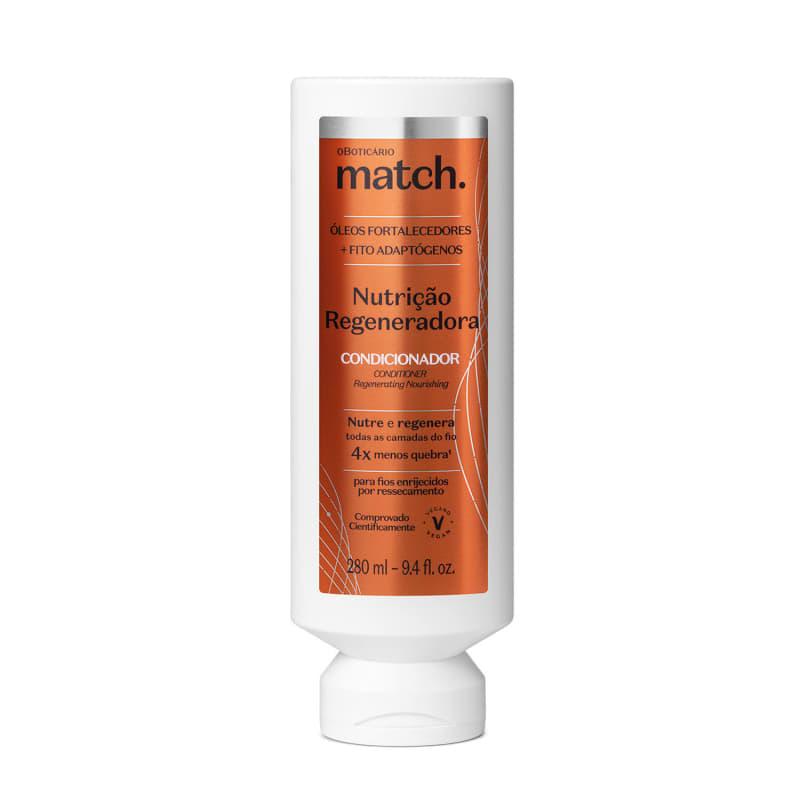 oBoticário
match.
ÓLEOS FORTALECEDORES
+ FITO ADAPTÓGENOS
Nutrição
Regeneradora
CONDICIONADOR
CONDITIONER
Regenerating Nourishing
Nutre e regenera
todas as camadas do fio
4x menos quebra¹
para fios enrijecidos
por ressecamento
Comprovado
Cientificamente
VEGANO
V
VEGAN
280 ml – 9.4 fl. oz.